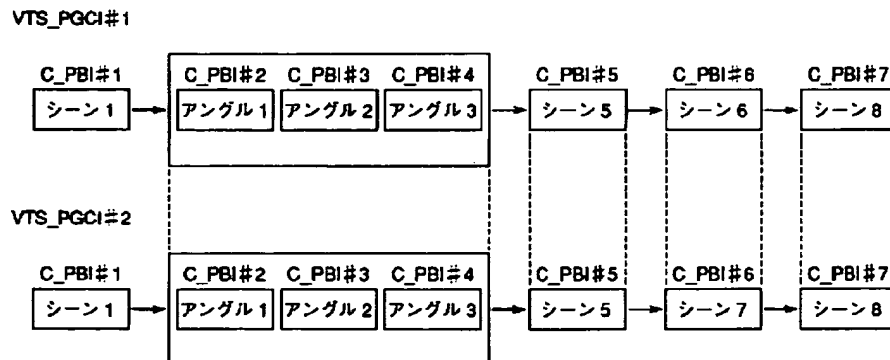 VTS_PGCI#1
C_PBI#1 C_PBI#2 C_PBI#3 C_PBI#4 C_PBI#5 C_PBI#6 C_PBI#7
シーン1 アングル1 アングル2 アングル3 シーン5 シーン6 シーン8
VTS_PGCI#2
C_PBI#1 C_PBI#2 C_PBI#3 C_PBI#4 C_PBI#5 C_PBI#6 C_PBI#7
シーン1 アングル1 アングル2 アングル3 シーン5 シーン7 シーン8